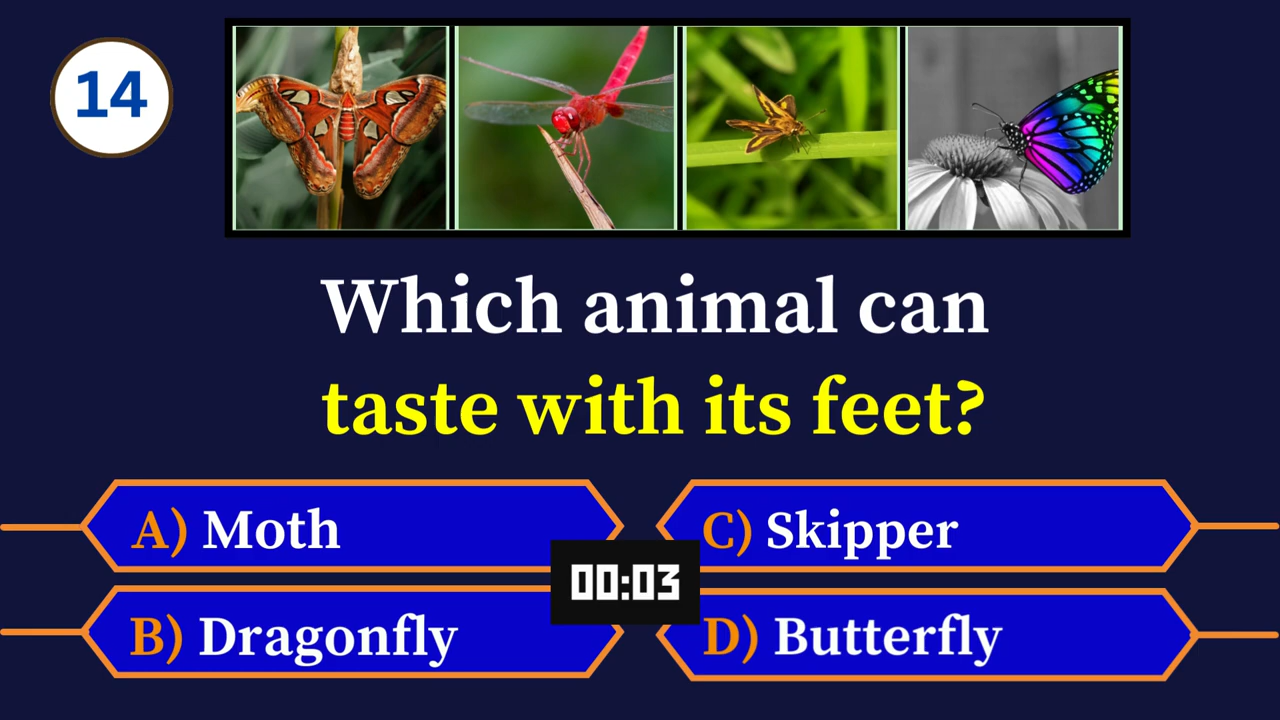 14
Which animal can
taste with its feet?
A) Moth
C) Skipper
00:03
B) Dragonfly
D) Butterfly